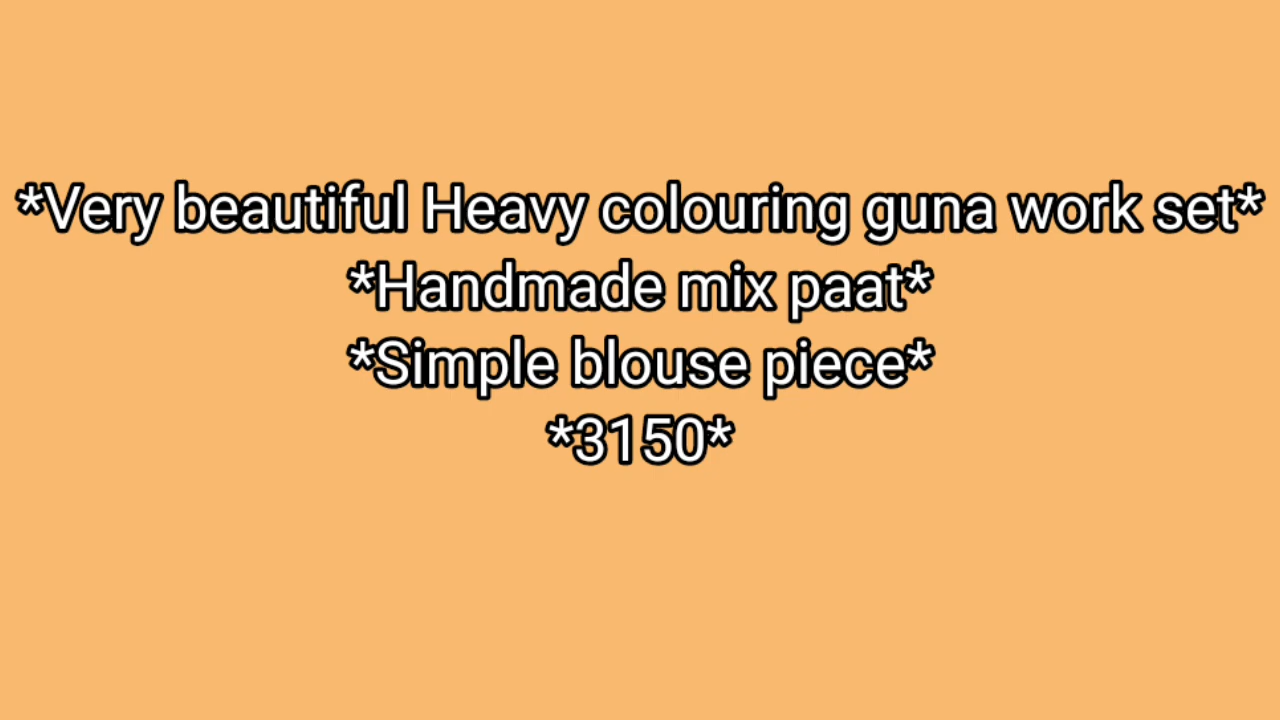 *Very beautiful Heavy colouring guna work set*
*Handmade mix paat*
*Simple blouse piece*
*3150*